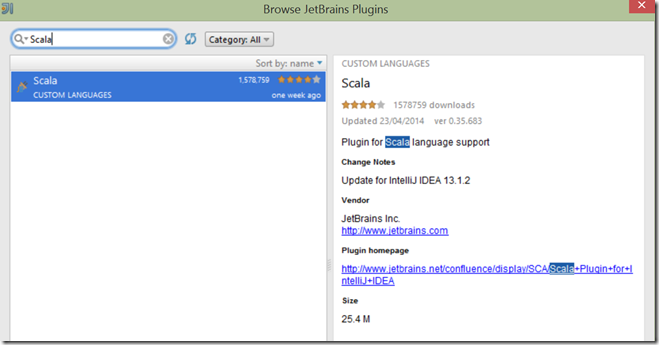 Browse JetBrains Plugins
Scala
Category: All
Sort by: name
Scala
1,578,759
CUSTOM LANGUAGES
one week ago
CUSTOM LANGUAGES
Scala
1578759 downloads
Updated 23/04/2014 ver 0.35.683
Plugin for Scala language support
Change Notes
Update for IntelliJ IDEA 13.1.2
Vendor
JetBrains Inc.
http://www.jetbrains.com
Plugin homepage
http://www.jetbrains.net/confluence/display/SCA/Scala+Plugin+for+I
ntelliJ+IDEA
Size
25.4 M